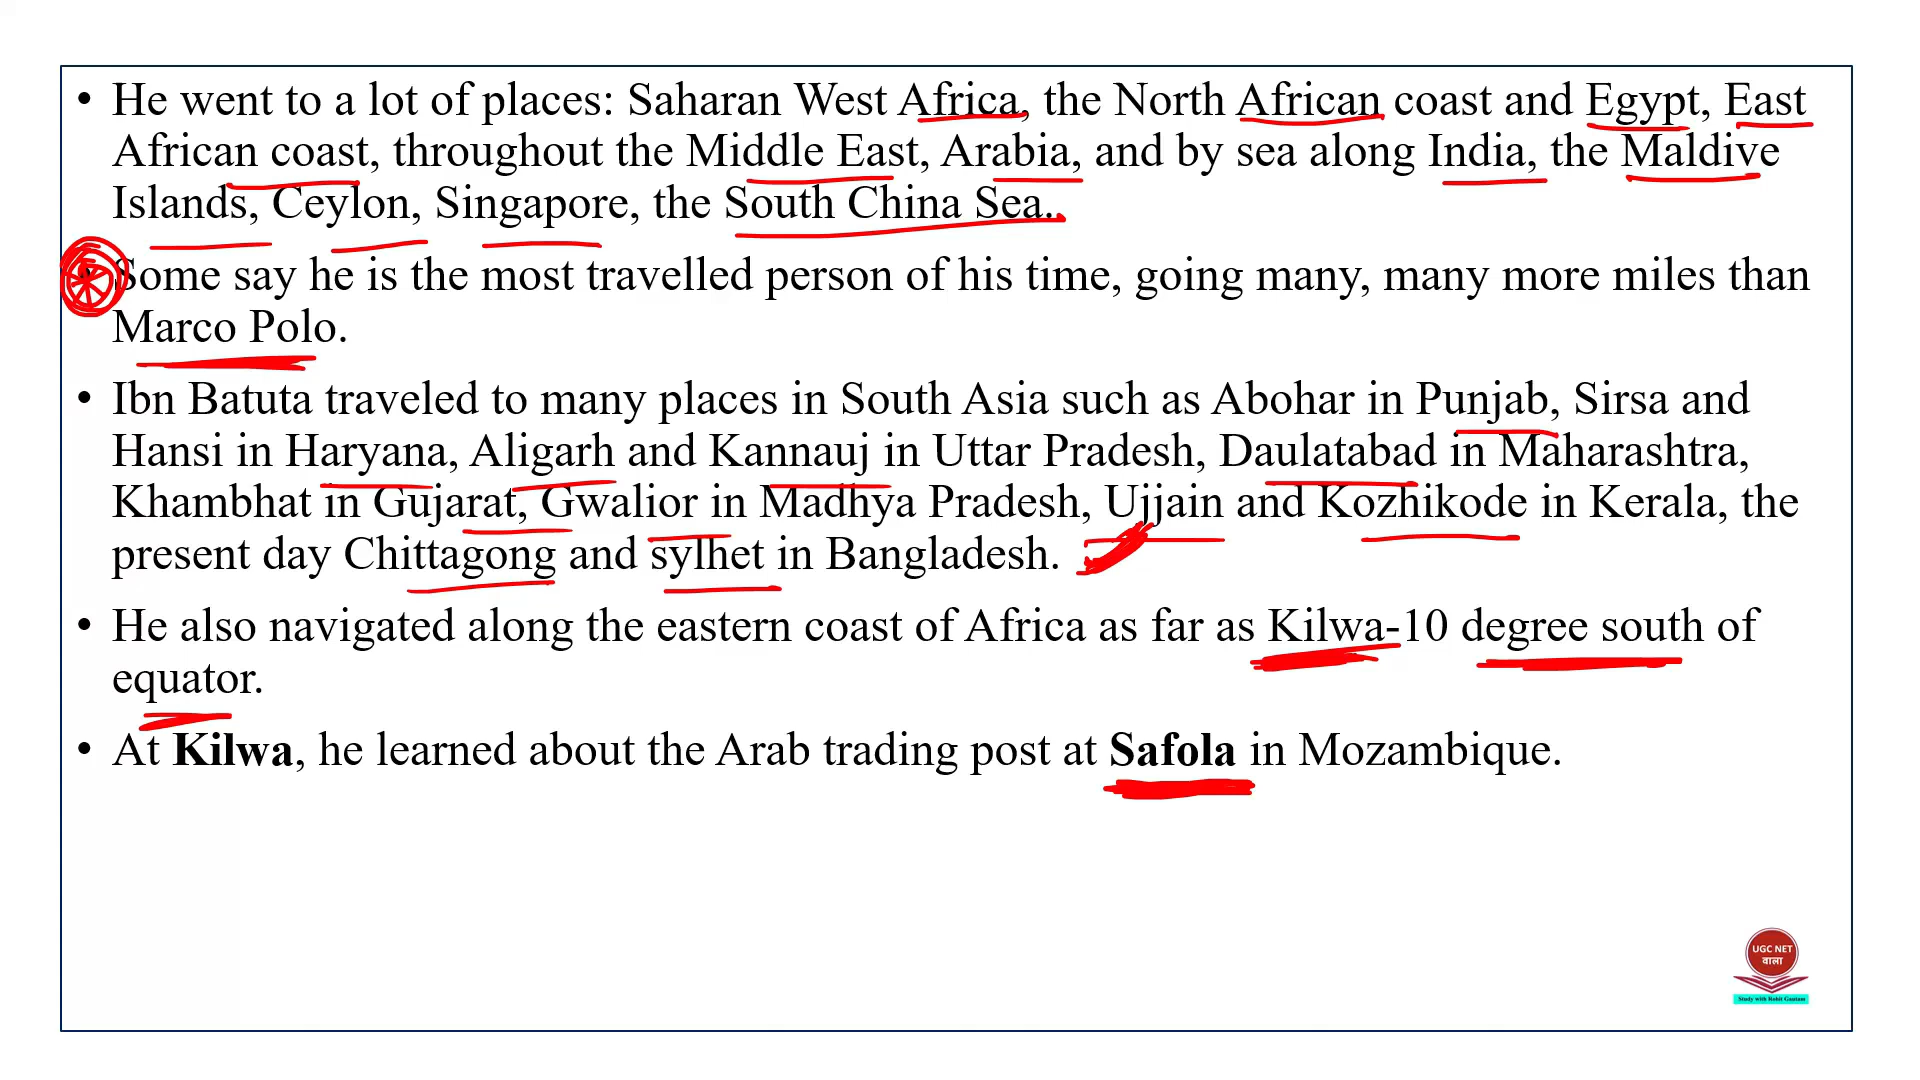 • He went to a lot of places: Saharan West Africa, the North African coast and Egypt, East
African coast, throughout the Middle East, Arabia, and by sea along India, the Maldive
Islands, Ceylon, Singapore, the South China Sea..
Some say he is the most travelled person of his time, going many, many more miles than
Marco Polo.
• Ibn Batuta traveled to many places in South Asia such as Abohar in Punjab, Sirsa and
Hansi in Haryana, Aligarh and Kannauj in Uttar Pradesh, Daulatabad in Maharashtra,
Khambhat in Gujarat, Gwalior in Madhya Pradesh, Ujjain and Kozhikode in Kerala, the
present day Chittagong and sylhet in Bangladesh.
• He also navigated along the eastern coast of Africa as far as Kilwa-10 degree south of
equator.
• At Kilwa, he learned about the Arab trading post at Safola in Mozambique.
UGC NET
वाला
Study with Rohit Gautam